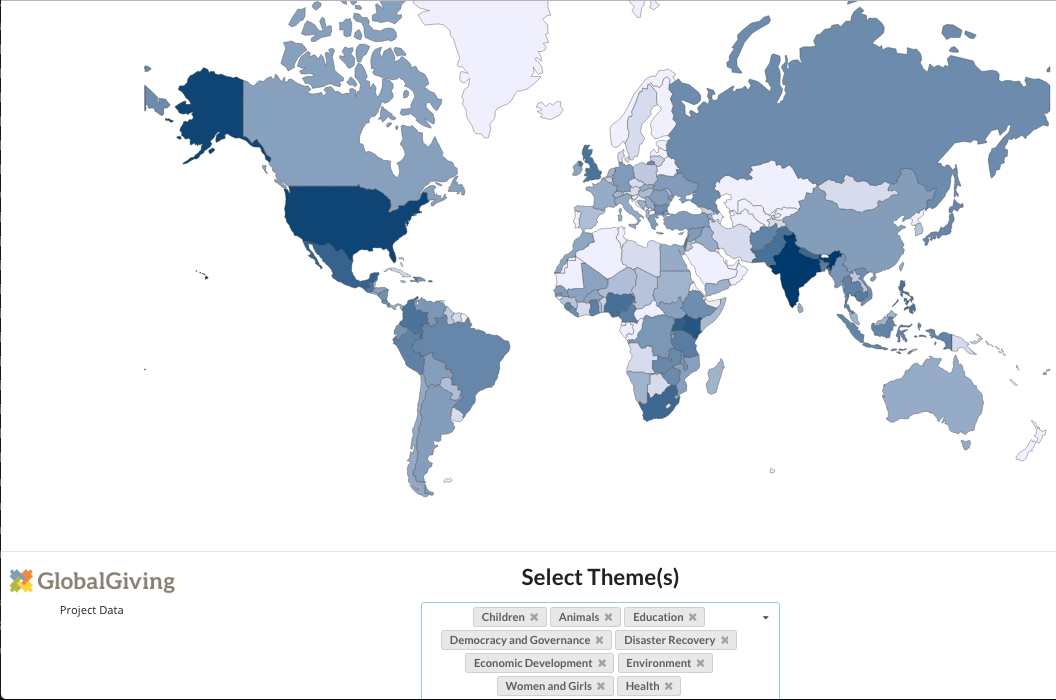 GlobalGiving
Project Data
Select Theme(s)
Children ✖ Animals ✖ Education ✖
Democracy and Governance ✖ Disaster Recovery ✖
Economic Development ✖ Environment ✖
Women and Girls ✖ Health ✖